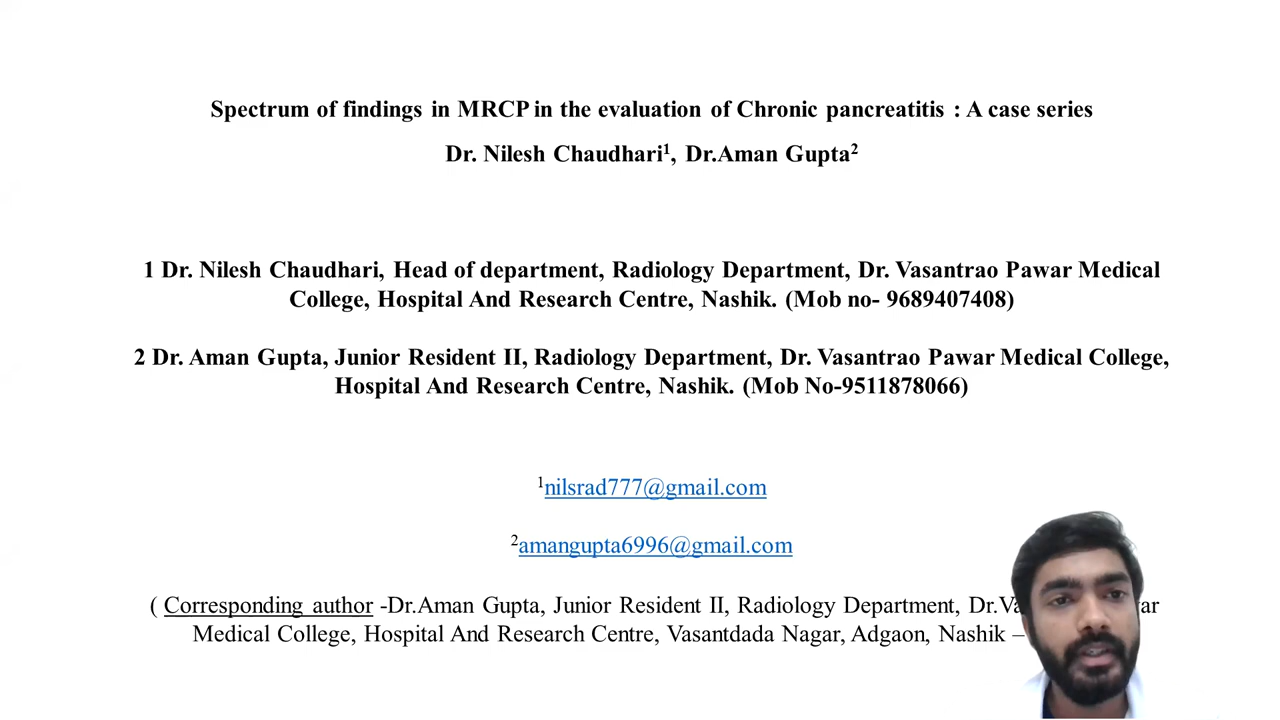 Spectrum of findings in MRCP in the evaluation of Chronic pancreatitis : A case series
Dr. Nilesh Chaudhari¹, Dr.Aman Gupta²
1 Dr. Nilesh Chaudhari, Head of department, Radiology Department, Dr. Vasantrao Pawar Medical
College, Hospital And Research Centre, Nashik. (Mob no- 9689407408)
2 Dr. Aman Gupta, Junior Resident II, Radiology Department, Dr. Vasantrao Pawar Medical College,
Hospital And Research Centre, Nashik. (Mob No-9511878066)
¹nilsrad777@gmail.com
²amangupta6996@gmail.com
( Corresponding author -Dr.Aman Gupta, Junior Resident II, Radiology Department,
Medical College, Hospital And Research Centre, Vasantdada Nagar, Adgaon, Nashik –